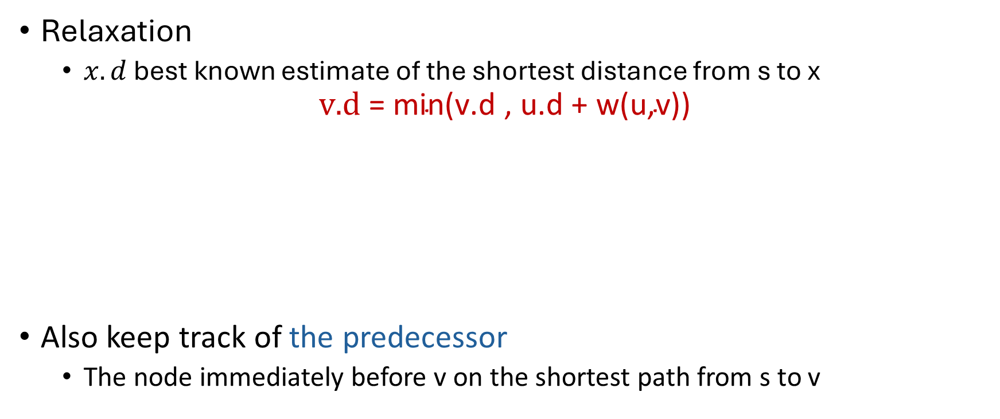 • Relaxation
• x.d best known estimate of the shortest distance from s to x
v.d = min(v.d , u.d + w(u,v))
• Also keep track of the predecessor
• The node immediately before v on the shortest path from s to v